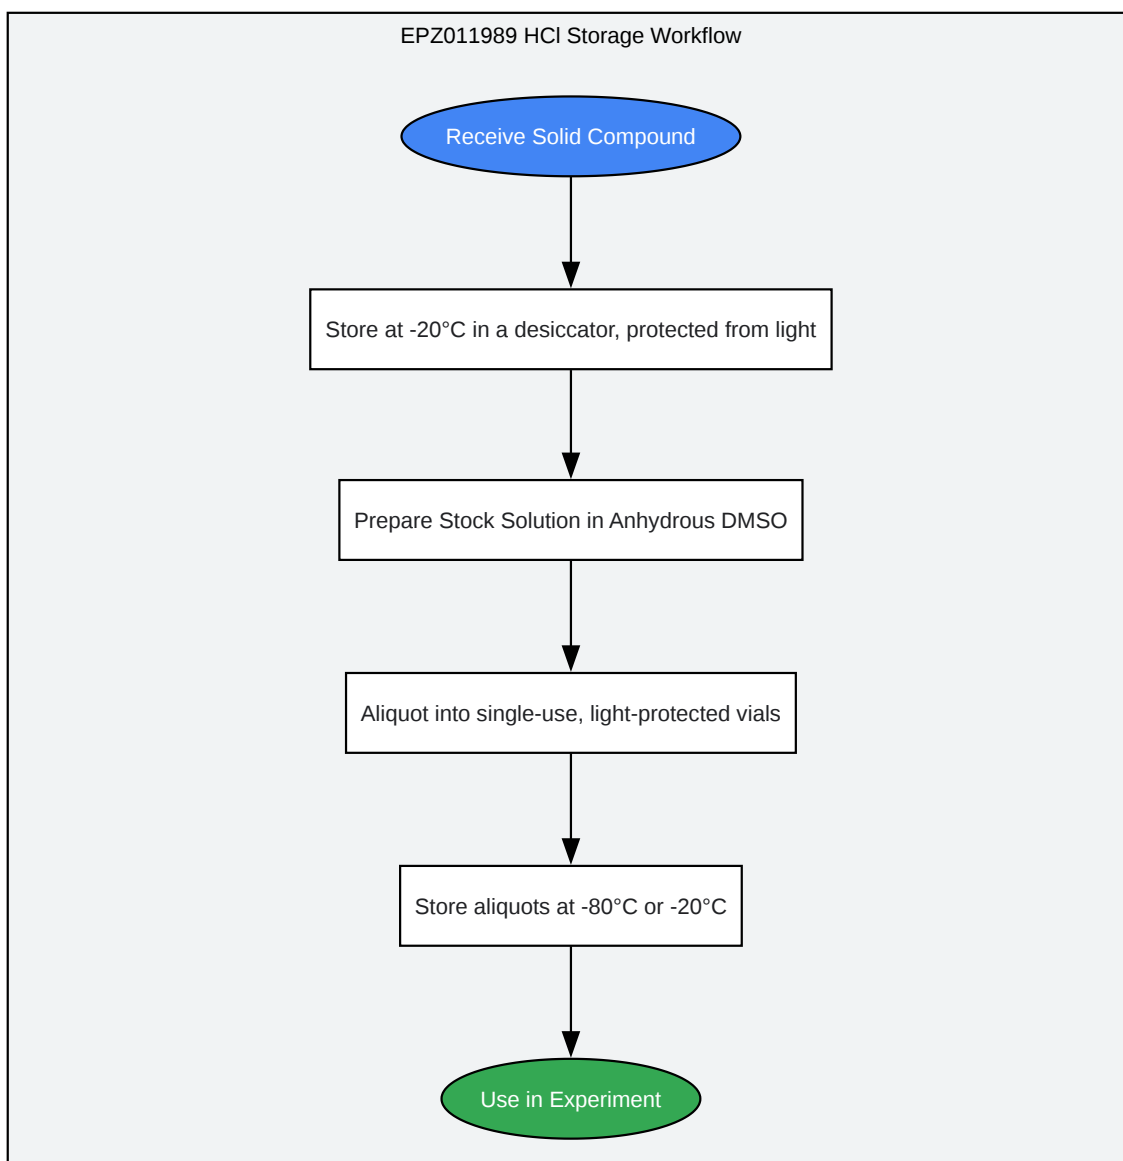 EPZ011989 HCl Storage Workflow
Receive Solid Compound
Store at -20°C in a desiccator, protected from light
Prepare Stock Solution in Anhydrous DMSO
Aliquot into single-use, light-protected vials
Store aliquots at -80°C or -20°C
Use in Experiment